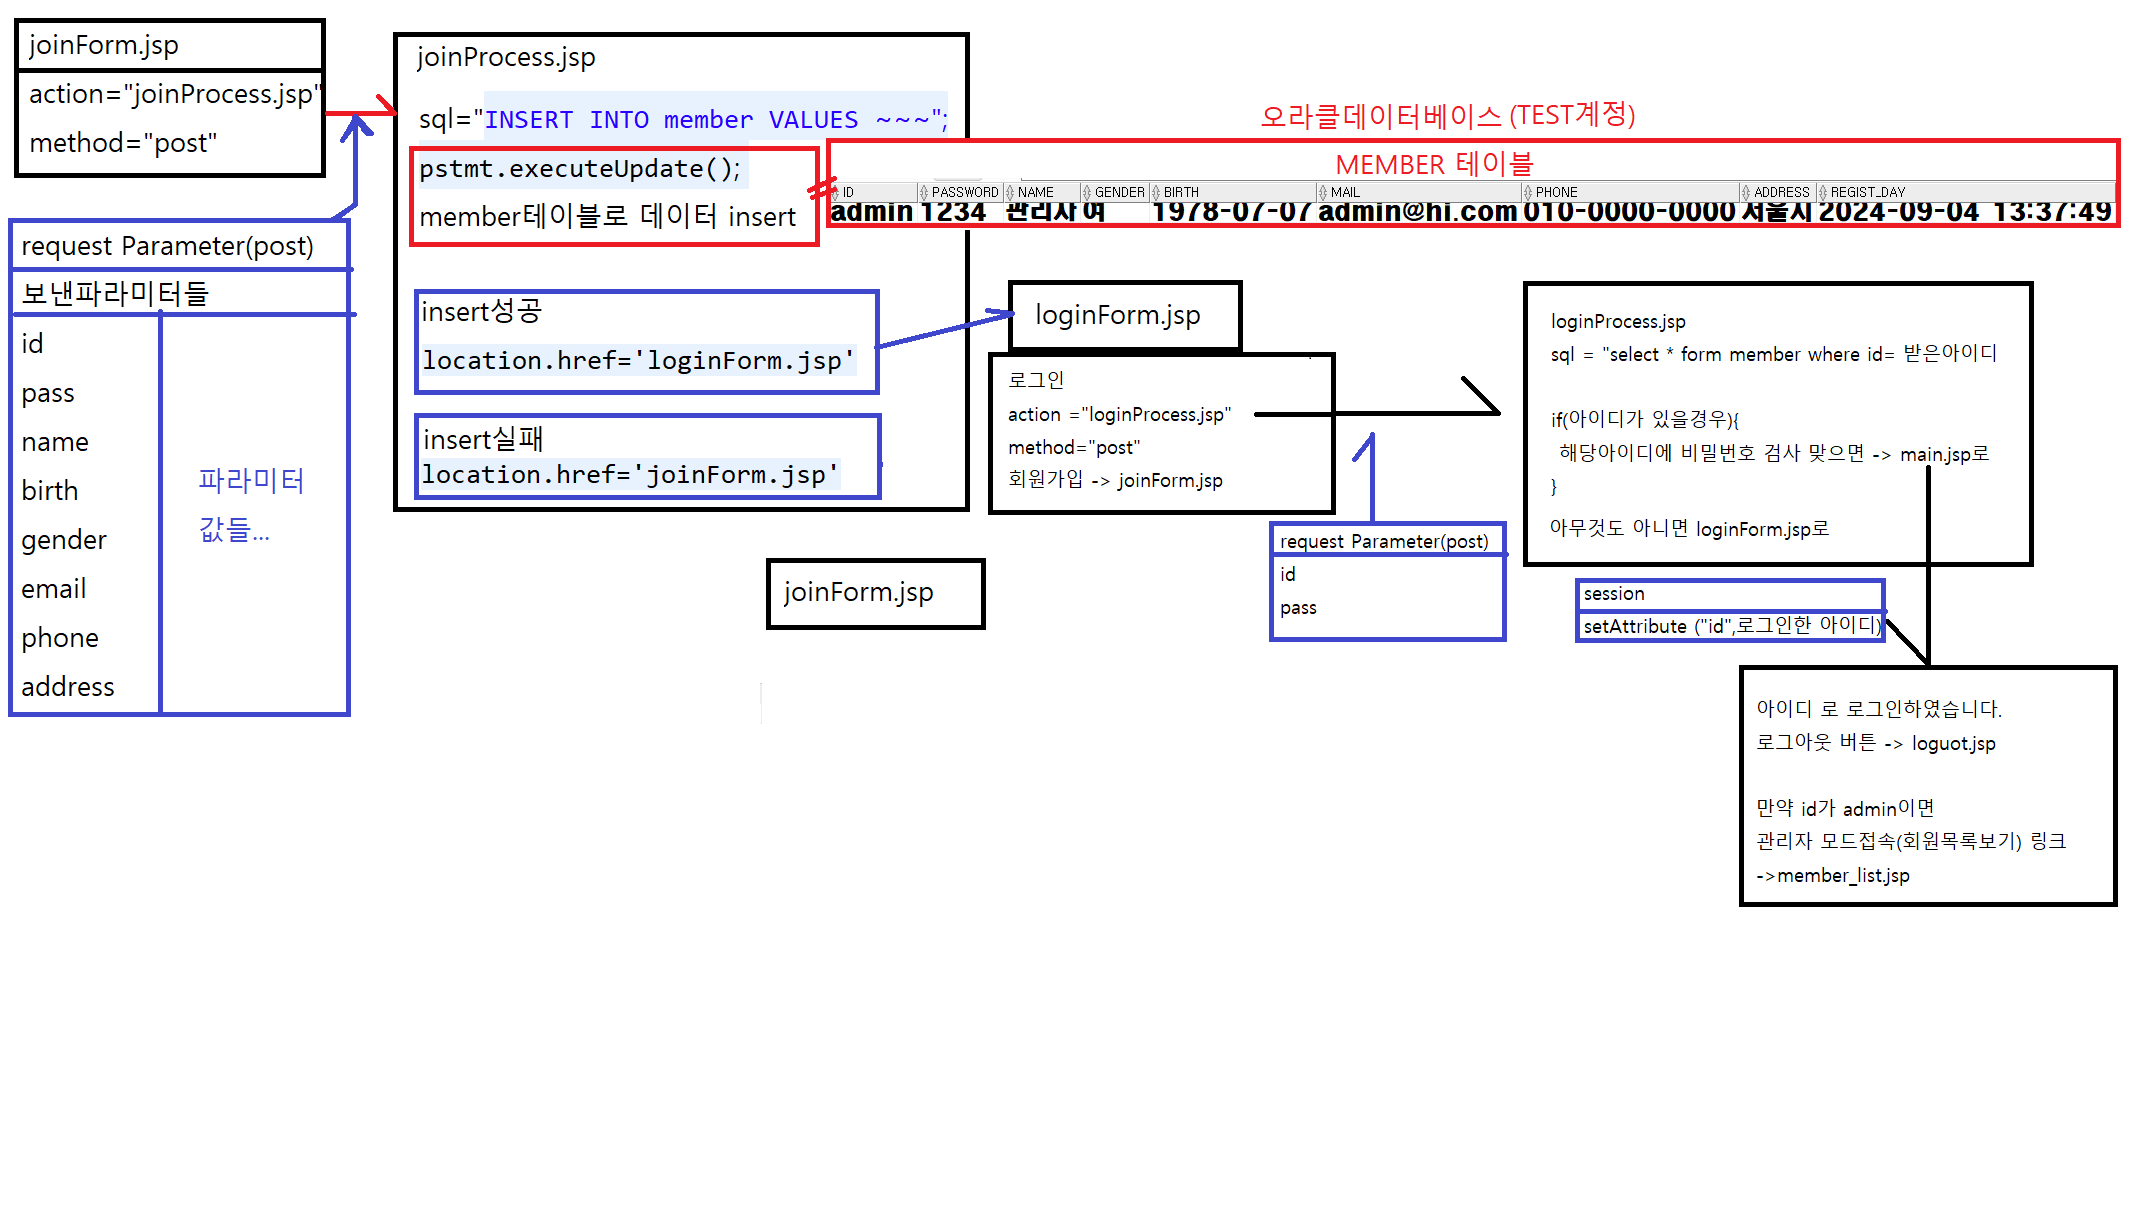 joinForm.jsp
action="joinProcess.jsp"
method="post"
request Parameter(post)
보낸파라미터들
id
pass
name
birth
gender
email
phone
address
파라미터
값들...
joinProcess.jsp
sql="INSERT INTO member VALUES ~~~";
pstmt.executeUpdate();
member테이블로 데이터 insert
insert성공
location.href='loginForm.jsp'
insert실패
location.href='joinForm.jsp'
오라클데이터베이스 (TEST계정)
MEMBER 테이블
ID PASSWORD NAME GENDER BIRTH MAIL PHONE ADDRESS REGIST_DAY
admin 1234 관리자 여 1978-07-07 admin@hi.com 010-0000-0000 서울시 2024-09-04 13:37:49
loginForm.jsp
로그인
action ="loginProcess.jsp"
method="post"
회원가입 -> joinForm.jsp
joinForm.jsp
request Parameter(post)
id
pass
loginProcess.jsp
sql = "select * form member where id= 받은아이디
if(아이디가 있을경우){
해당아이디에 비밀번호 검사 맞으면 -> main.jsp로
}
아무것도 아니면 loginForm.jsp로
session
setAttribute ("id",로그인한 아이디)
아이디 로 로그인하였습니다.
로그아웃 버튼 -> loguot.jsp
만약 id가 admin이면
관리자 모드접속(회원목록보기) 링크
->member_list.jsp